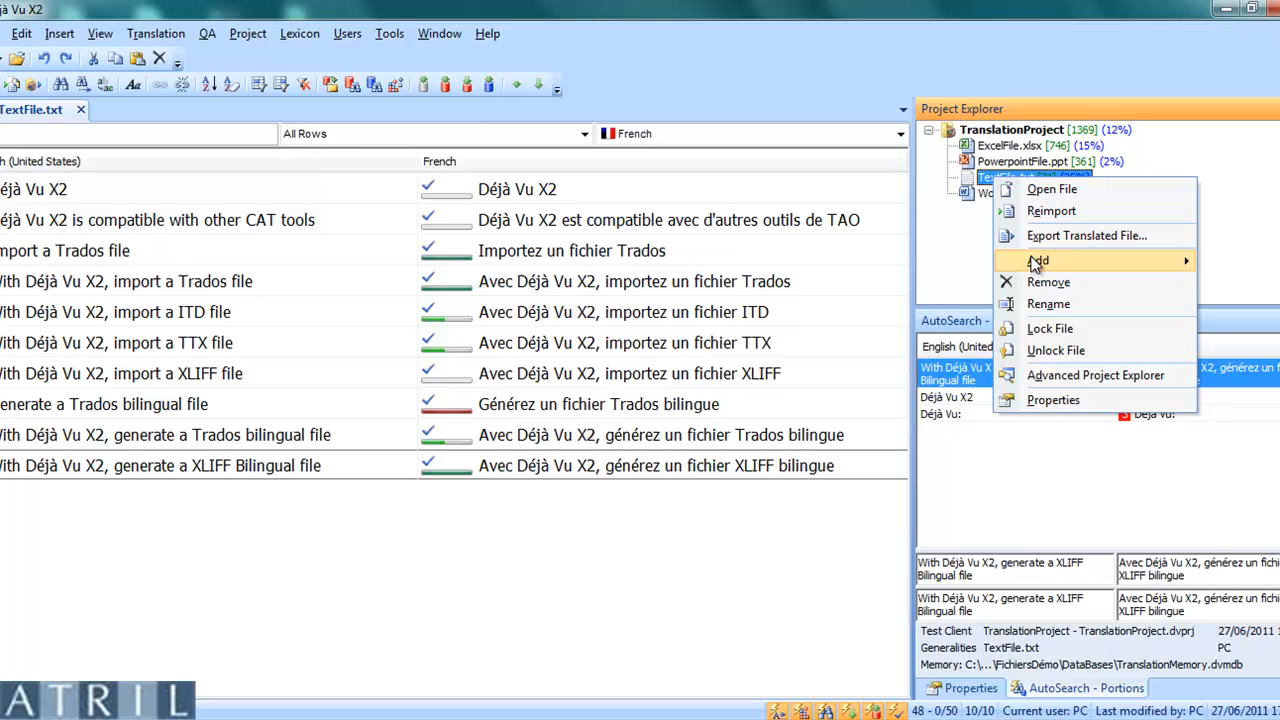 éjà Vu X2
Edit Insert View Translation QA Project Lexicon Users Tools Window Help
TextFile.txt
All Rows
French
h (United States)
French
éjà Vu X2
Déjà Vu X2
éjà Vu X2 is compatible with other CAT tools
Déjà Vu X2 est compatible avec d'autres outils de TAO
mport a Trados file
Importez un fichier Trados
With Déjà Vu X2, import a Trados file
Avec Déjà Vu X2, importez un fichier Trados
With Déjà Vu X2, import a ITD file
Avec Déjà Vu X2, importez un fichier ITD
With Déjà Vu X2, import a TTX file
Avec Déjà Vu X2, importez un fichier TTX
With Déjà Vu X2, import a XLIFF file
Avec Déjà Vu X2, importez un fichier XLIFF
enerate a Trados bilingual file
Générez un fichier Trados bilingue
With Déjà Vu X2, generate a Trados bilingual file
Avec Déjà Vu X2, générez un fichier Trados bilingue
With Déjà Vu X2, generate a XLIFF Bilingual file
Avec Déjà Vu X2, générez un fichier XLIFF bilingue
Project Explorer
TranslationProject [1369] (12%)
ExcelFile.xlsx [746] (15%)
PowerpointFile.ppt [361] (2%)
Wo
Open File
Reimport
Export Translated File...
Add
Remove
Rename
Lock File
Unlock File
Advanced Project Explorer
Properties
AutoSearch -
English (United
With Déjà Vu X
Bilingual file
2, générez un fichier
Déjà Vu X2
Déjà Vu:
S Déjà Vu:
With Déjà Vu X2, generate a XLIFF
Bilingual file
Avec Déjà Vu X2, générez un fichie
XLIFF bilingue
With Déjà Vu X2, generate a XLIFF
Bilingual file
Avec Déjà Vu X2, générez un fichie
XLIFF bilingue
Test Client TranslationProject - TranslationProject.dvprj 27/06/2011 1
Generalities TextFile.txt PC
Memory: C:\...\FichiersDémo\DataBases\TranslationMemory.dvmdb
Properties AutoSearch - Portions
48 - 0/50 10/10 Current user: PC Last modified by: PC 27/06/2011
ATRIL